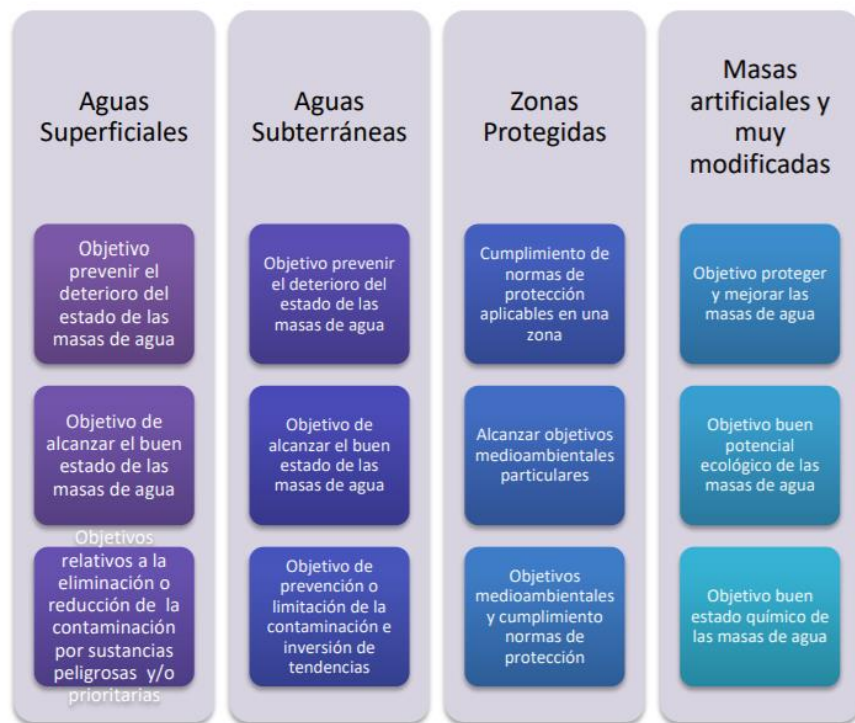 Aguas
Superficiales
Objetivo
prevenir el
deterioro del
estado de las
masas de agua
Objetivo de
alcanzar el buen
estado de las
masas de agua
Objetivos
relativos a la
eliminación o
reducción de la
contaminación
por sustancias
peligrosas y/o
prioritarias
Aguas
Subterráneas
Objetivo prevenir
el deterioro del
estado de las
masas de agua
Objetivo de
alcanzar el buen
estado de las
masas de agua
Objetivo de
prevención o
limitación de la
contaminación e
inversión de
tendencias
Zonas
Protegidas
Cumplimiento de
normas de
protección
aplicables en una
zona
Alcanzar objetivos
medioambientales
particulares
Objetivos
medioambientales
y cumplimiento
normas de
protección
Masas
artificiales y
muy
modificadas
Objetivo proteger
y mejorar las
masas de agua
Objetivo buen
potencial
ecológico de las
masas de agua
Objetivo buen
estado químico de
las masas de agua